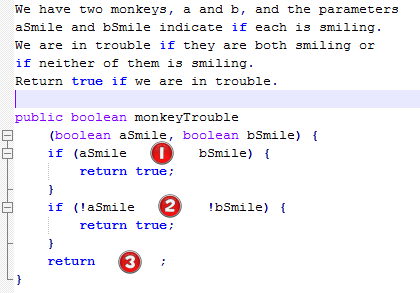 We have two monkeys, a and b, and the parameters
aSmile and bSmile indicate if each is smiling.
We are in trouble if they are both smiling or
if neither of them is smiling.
Return true if we are in trouble.
public boolean monkeyTrouble
(boolean aSmile, boolean bSmile) {
if (aSmile 1 bSmile) {
return true;
}
if (!aSmile 2 !bSmile) {
return true;
}
return 3 ;
}